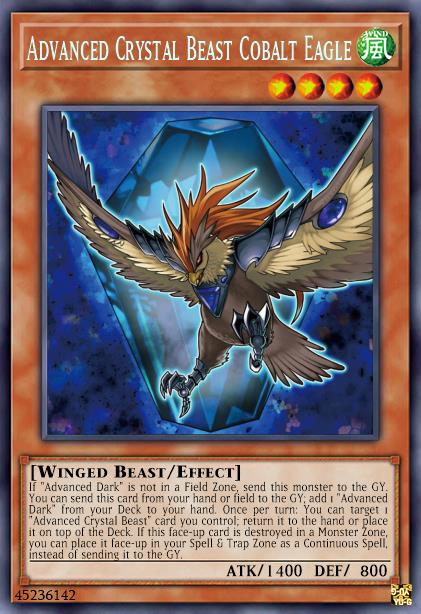 ADVANCED CRYSTAL BEAST COBALT EAGLE
WIND
風
[WINGED BEAST/EFFECT]
If "Advanced Dark" is not in a Field Zone, send this monster to the GY.
You can send this card from your hand or field to the GY; add 1 "Advanced
Dark" from your Deck to your hand. Once per turn: You can target 1
"Advanced Crystal Beast" card you control; return it to the hand or place
it on top of the Deck. If this face-up card is destroyed in a Monster Zone,
you can place it face-up in your Spell & Trap Zone as a Continuous Spell,
instead of sending it to the GY.
ATK/1400 DEF/ 800
45236142